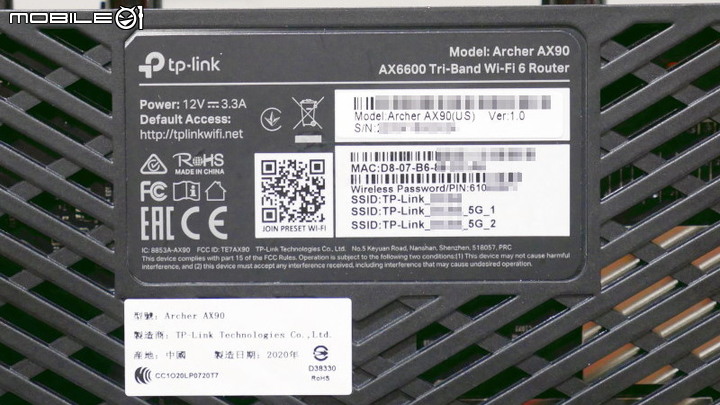 MOBILE01
tp-link
Model: Archer AX90
AX6600 Tri-Band Wi-Fi 6 Router
Power: 12V⎓3.3A
Default Access:
http://tplinkwifi.net
RoHS
MADE IN CHINA
FC
EAC CE
JOIN PRESET WI-FI
Model:Archer AX90(US) Ver:1.0
S/N:2
MAC:D8-07-B6-
Wireless Password/PIN:610
SSID:TP-Link_
SSID:TP-Link_ _5G_1
SSID:TP-Link_ _5G_2
IC: 8853A-AX90 FCC ID: TE7AX90 TP-Link Technologies Co., Ltd. No.5 Keyuan Road, Nanshan, Shenzhen, 518057, PRC
This device complies with part 15 of the FCC Rules. Operation is subject to the following two conditions:(1) This device may not cause harmful
interference, and (2) this device must accept any interference received, including interference that may cause undesired operation.
型號: Archer AX90
製造商: TP-Link Technologies Co.,Ltd.
產地: 中國 製造日期: 2020年
CC1O20LP0720T7
D38330
RoHS